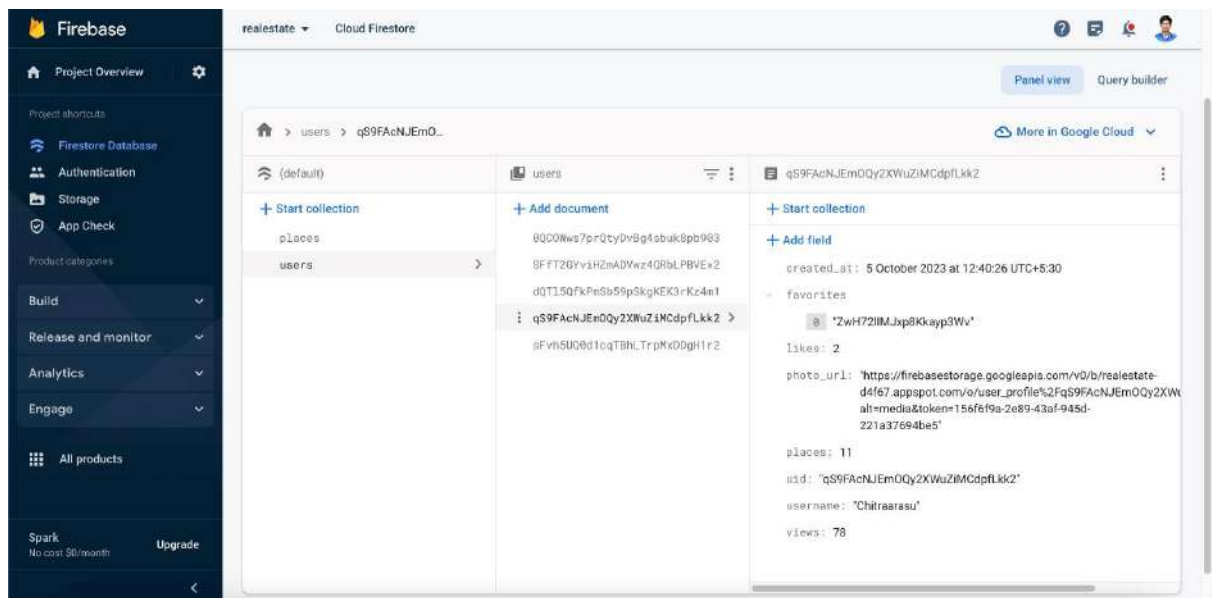 Firebase
realestate
Cloud Firestore
Project Overview
Panel view
Query builder
Project shortcuts
Firestore Database
Authentication
Storage
App Check
Product categories
Build
Release and monitor
Analytics
Engage
All products
Spark
No cost $0/month
Upgrade
> users > qS9FAcNJEmO...
More in Google Cloud
(default)
+ Start collection
places
users
users
+ Add document
dQTl5QfkPmSb59pSkgKEK3rKz4m1
qS9FAcNJEmOQy2XWuZiMCdpfLkk2
qS9FAcNJEmOQy2XWuZiMCdpfLkk2
+ Start collection
+ Add field
created_at: 5 October 2023 at 12:40:26 UTC+5:30
favorites
0
likes: 2
photo_url: "https://firebasestorage.googleapis.com/v0/b/realestate-
d4f67.appspot.com/o/user_profile%2FqS9FAcNJEmOQy2XWu
alt=media&token=156f6f9a-2e89-43af-945d-
221a37694be5"
places: 11
uid: "qS9FAcNJEmOQy2XWuZiMCdpfLkk2"
username: "Chitraarasu"
views: 78